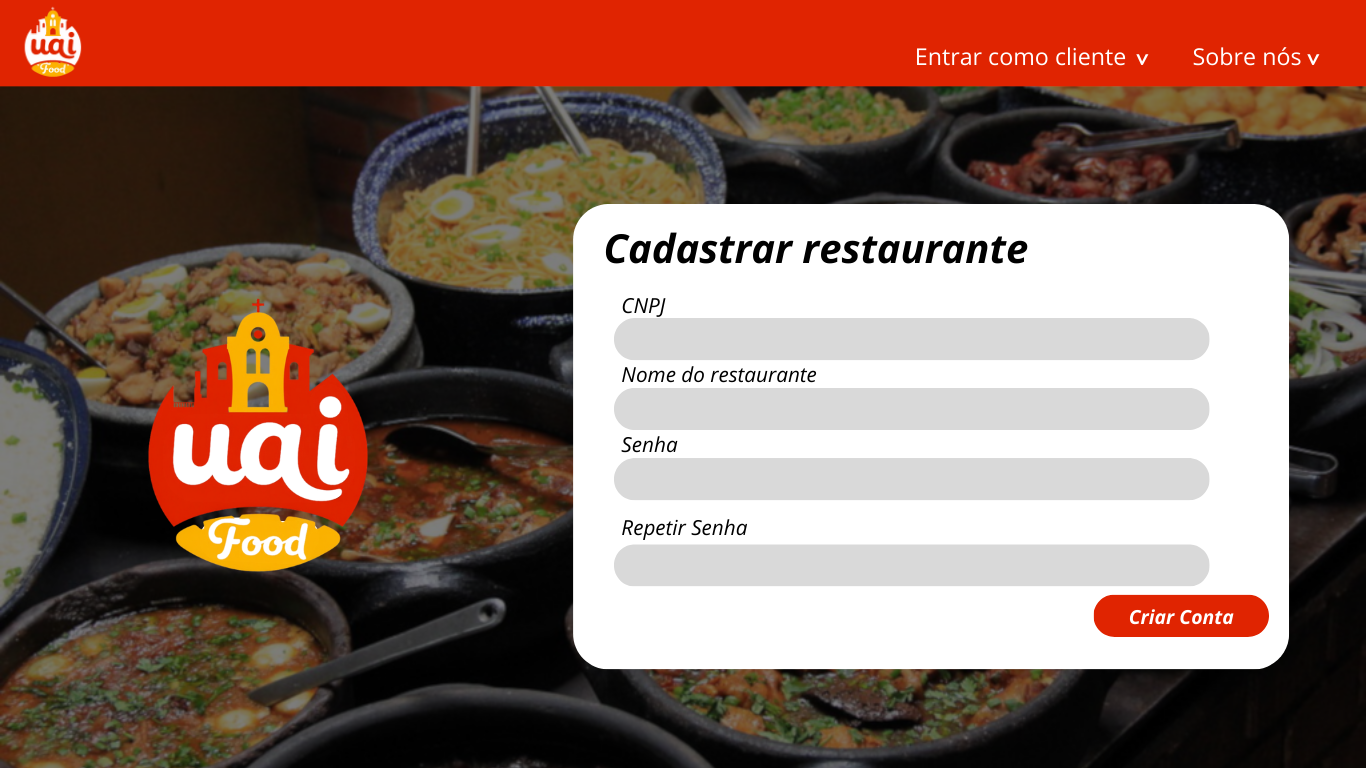 uai
Food
Entrar como cliente v
Sobre nós v
Cadastrar restaurante
CNPJ
Nome do restaurante
Senha
Repetir Senha
Criar Conta
uai
Food